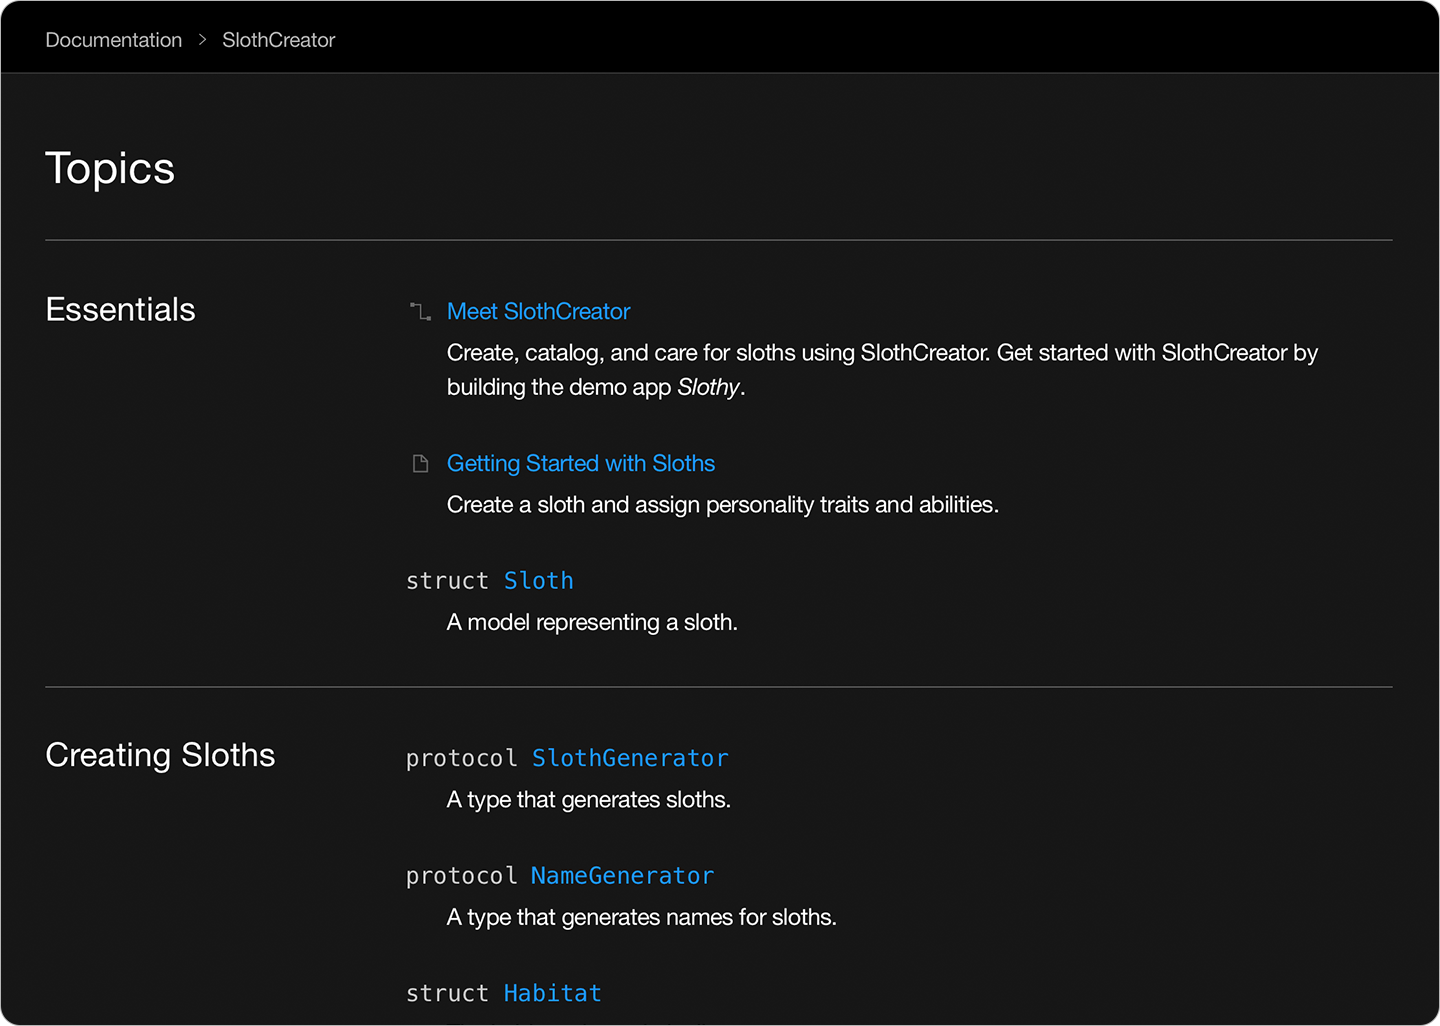 Documentation > SlothCreator
Topics
Essentials
Meet SlothCreator
Create, catalog, and care for sloths using SlothCreator. Get started with SlothCreator by
building the demo app Slothy.
Getting Started with Sloths
Create a sloth and assign personality traits and abilities.
struct Sloth
A model representing a sloth.
Creating Sloths
protocol SlothGenerator
A type that generates sloths.
protocol NameGenerator
A type that generates names for sloths.
struct Habitat